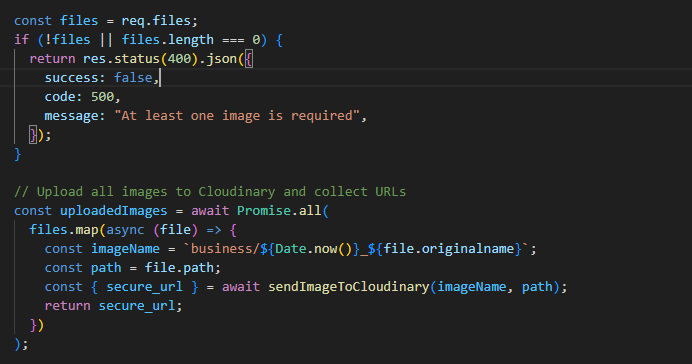 const files = req.files;
if (!files || files.length === 0) {
return res.status(400).json({
success: false,
code: 500,
message: "At least one image is required",
});
}
// Upload all images to Cloudinary and collect URLs
const uploadedImages = await Promise.all(
files.map(async (file) => {
const imageName = `business/${Date.now()}_${file.originalname}`;
const path = file.path;
const { secure_url } = await sendImageToCloudinary(imageName, path);
return secure_url;
})
);